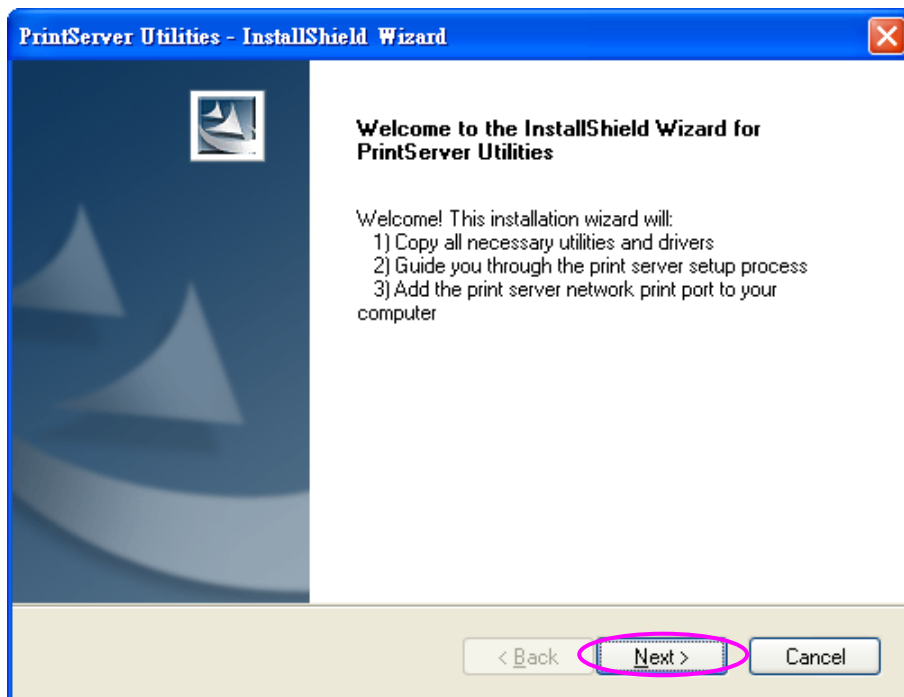 PrintServer Utilities - InstallShield Wizard
Welcome to the InstallShield Wizard for
PrintServer Utilities
Welcome! This installation wizard will:
1) Copy all necessary utilities and drivers
2) Guide you through the print server setup process
3) Add the print server network print port to your
computer
< Back
Next >
Cancel